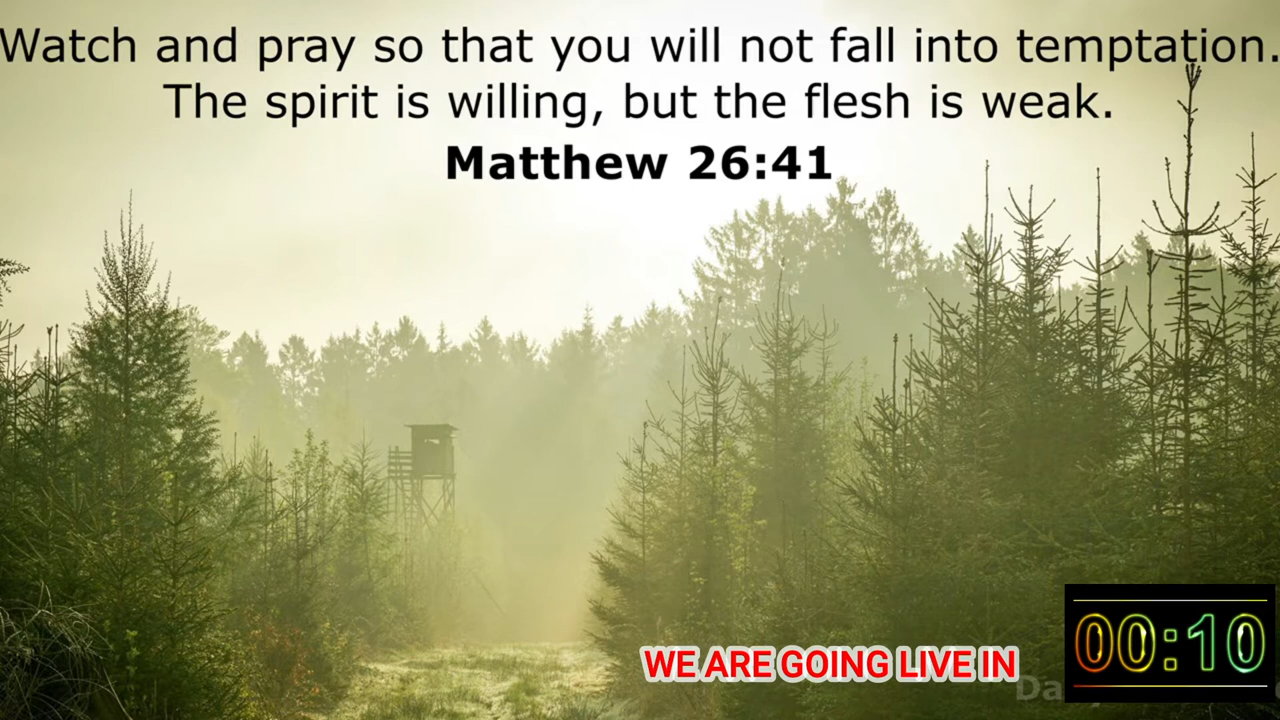 Watch and pray so that you will not fall into temptation.
The spirit is willing, but the flesh is weak.
Matthew 26:41
WE ARE GOING LIVE IN
00:10